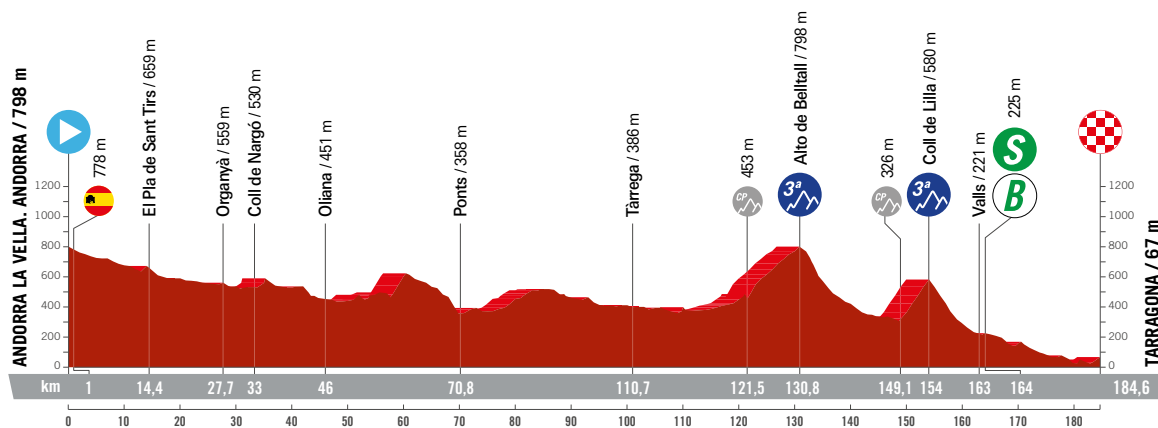 ANDORRA LA VELLA. ANDORRA / 798 m
778 m
El Pla de Sant Tirs / 659 m
Organyà / 559 m
Coll de Nargó / 530 m
Oliana / 451 m
Ponts / 358 m
Tàrrega / 386 m
453 m
CP
Alto de Belltall / 798 m
3ª
326 m
CP
Coll de Lilla / 580 m
3ª
Valls / 221 m
225 m
S
B
TARRAGONA / 67 m
1200
1000
800
600
400
200
0
1200
1000
800
600
400
200
0
km 1 14,4 27,7 33 46 70,8 110,7 121,5 130,8 149,1 154 163 164 184,6
0 10 20 30 40 50 60 70 80 90 100 110 120 130 140 150 160 170 180